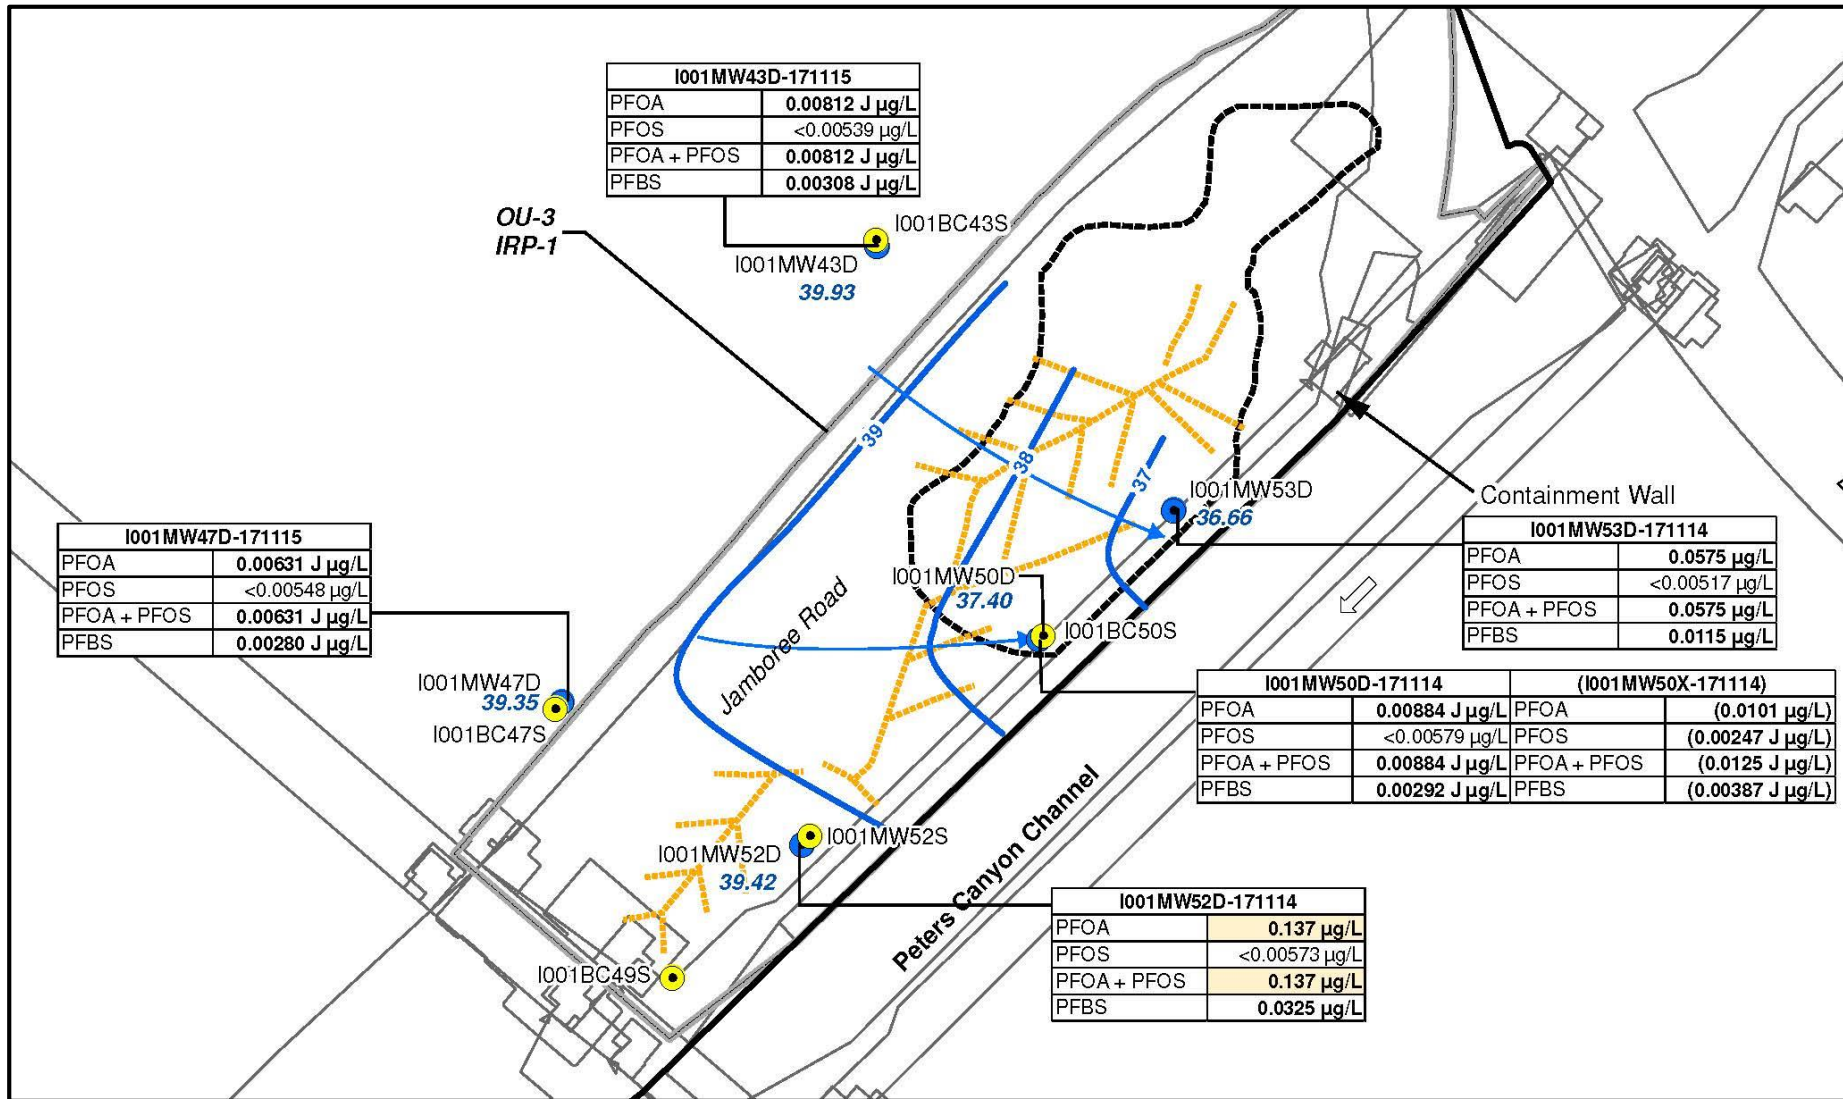 I001MW43D-171115
PFOA 0.00812 J µg/L
PFOS <0.00539 µg/L
PFOA + PFOS 0.00812 J µg/L
PFBS 0.00308 J µg/L
OU-3
IRP-1
I001BC43S
I001MW43D
39.93
39
38
37
I001MW53D
36.66
Containment Wall
I001MW53D-171114
PFOA 0.0575 µg/L
PFOS <0.00517 µg/L
PFOA + PFOS 0.0575 µg/L
PFBS 0.0115 µg/L
I001MW47D-171115
PFOA 0.00631 J µg/L
PFOS <0.00548 µg/L
PFOA + PFOS 0.00631 J µg/L
PFBS 0.00280 J µg/L
I001MW50D
37.40
I001BC50S
Jamboree Road
I001MW47D
39.35
I001BC47S
I001MW50D-171114 (I001MW50X-171114)
PFOA 0.00884 J µg/L PFOA (0.0101 µg/L)
PFOS <0.00579 µg/L PFOS (0.00247 J µg/L)
PFOA + PFOS 0.00884 J µg/L PFOA + PFOS (0.0125 J µg/L)
PFBS 0.00292 J µg/L PFBS (0.00387 J µg/L)
I001MW52S
I001MW52D
39.42
Peters Canyon Channel
I001MW52D-171114
PFOA 0.137 µg/L
PFOS <0.00573 µg/L
PFOA + PFOS 0.137 µg/L
PFBS 0.0325 µg/L
I001BC49S